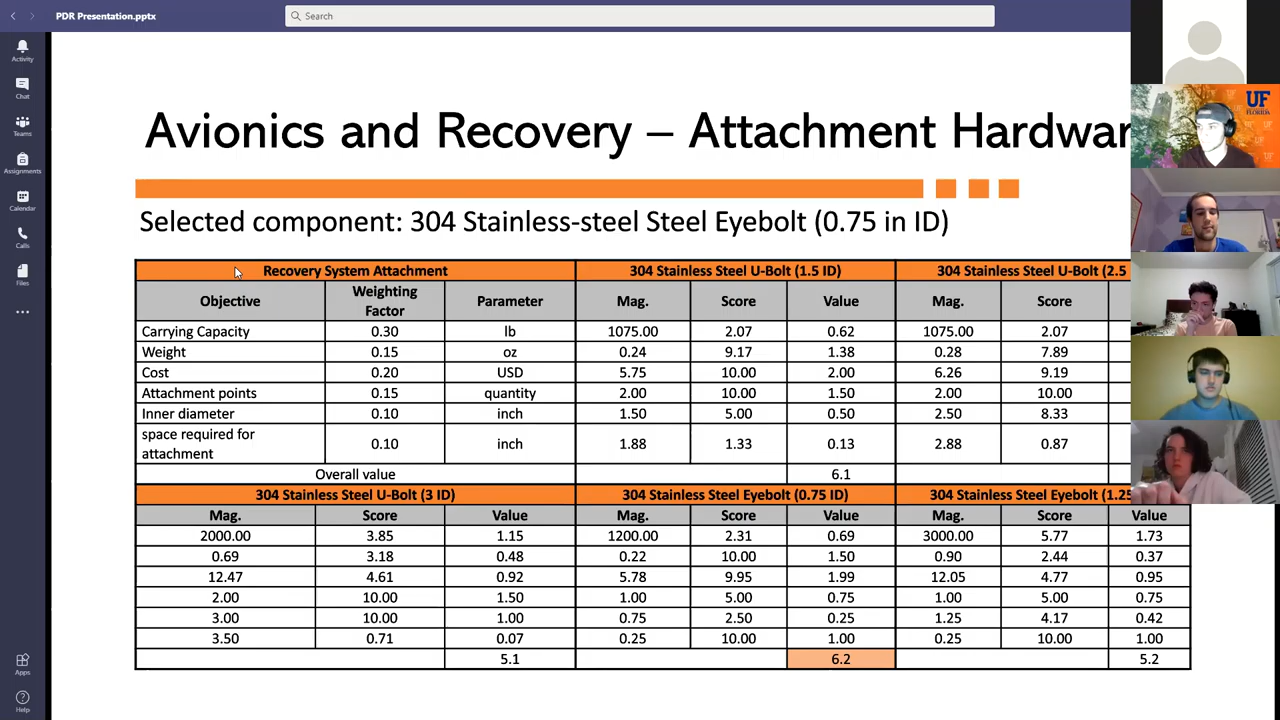 PDR Presentation.pptx
Search
Activity
Chat
Teams
Assignments
Calendar
Calls
Files
Apps
Help
UF
FLORIDA
Avionics and Recovery – Attachment Hardwar
Selected component: 304 Stainless-steel Steel Eyebolt (0.75 in ID)
Recovery System Attachment 304 Stainless Steel U-Bolt (1.5 ID) 304 Stainless Steel U-Bolt (2.5
Objective Weighting Factor Parameter Mag. Score Value Mag. Score
Carrying Capacity 0.30 lb 1075.00 2.07 0.62 1075.00 2.07
Weight 0.15 oz 0.24 9.17 1.38 0.28 7.89
Cost 0.20 USD 5.75 10.00 2.00 6.26 9.19
Attachment points 0.15 quantity 2.00 10.00 1.50 2.00 10.00
Inner diameter 0.10 inch 1.50 5.00 0.50 2.50 8.33
space required for attachment 0.10 inch 1.88 1.33 0.13 2.88 0.87
Overall value 6.1
304 Stainless Steel U-Bolt (3 ID) 304 Stainless Steel Eyebolt (0.75 ID) 304 Stainless Steel Eyebolt (1.25
Mag. Score Value Mag. Score Value Mag. Score Value
2000.00 3.85 1.15 1200.00 2.31 0.69 3000.00 5.77 1.73
0.69 3.18 0.48 0.22 10.00 1.50 0.90 2.44 0.37
12.47 4.61 0.92 5.78 9.95 1.99 12.05 4.77 0.95
2.00 10.00 1.50 1.00 5.00 0.75 1.00 5.00 0.75
3.00 10.00 1.00 0.75 2.50 0.25 1.25 4.17 0.42
3.50 0.71 0.07 0.25 10.00 1.00 0.25 10.00 1.00
5.1 6.2 5.2